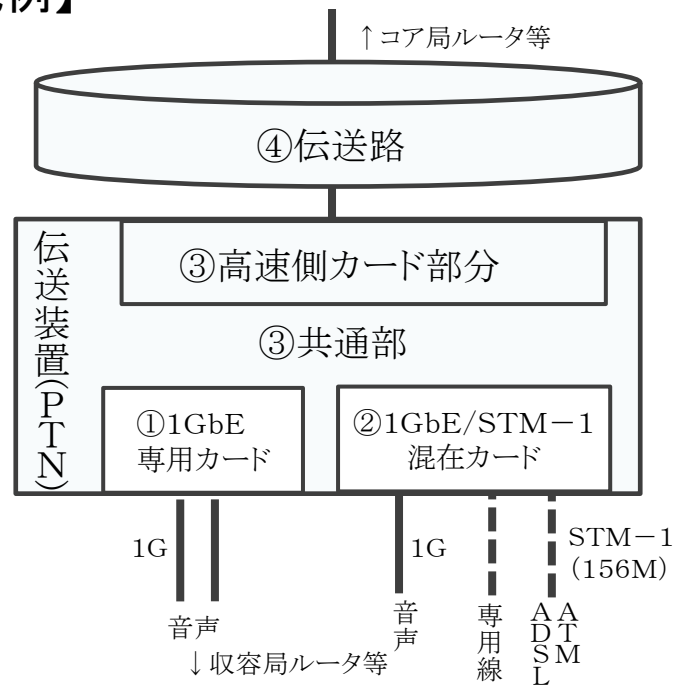 例】
↑コア局ルータ等
④伝送路
伝送装置(PTN)
③高速側カード部分
③共通部
①1GbE
専用カード
②1GbE/STM－1
混在カード
1G
1G
STM－1
(156M)
音声
音声
専用線
ATM
ADSL
↓収容局ルータ等